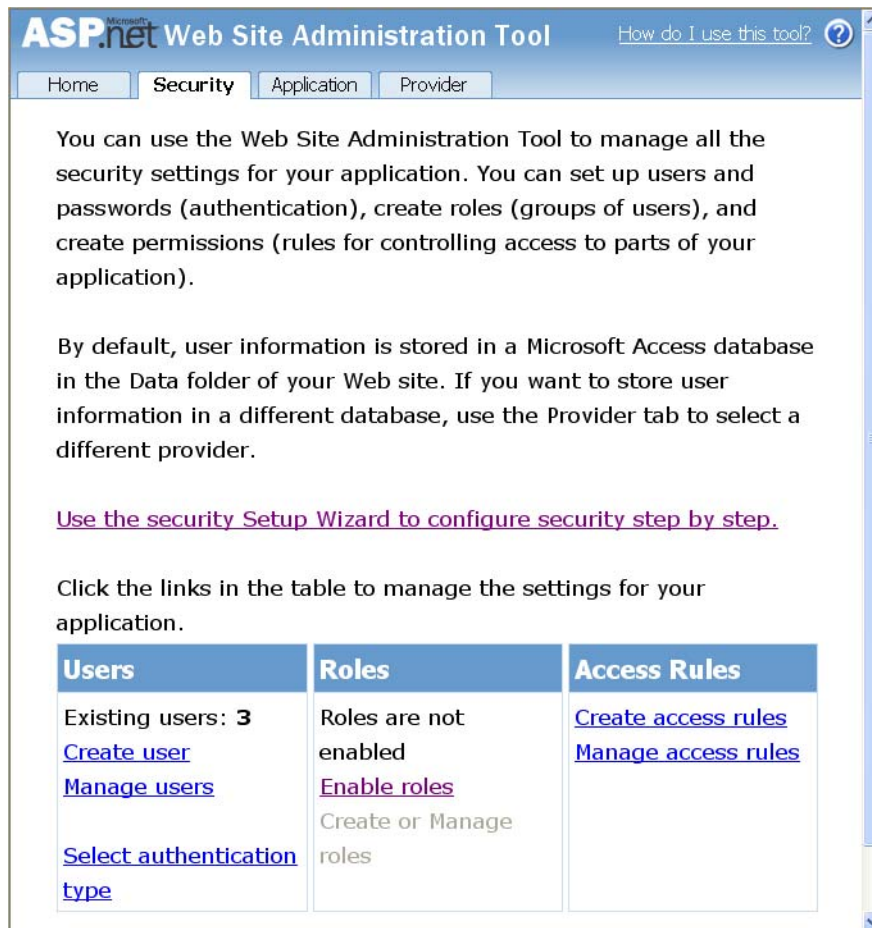 Microsoft
ASP.net Web Site Administration Tool
How do I use this tool? ?
Home
Security
Application
Provider
You can use the Web Site Administration Tool to manage all the
security settings for your application. You can set up users and
passwords (authentication), create roles (groups of users), and
create permissions (rules for controlling access to parts of your
application).
By default, user information is stored in a Microsoft Access database
in the Data folder of your Web site. If you want to store user
information in a different database, use the Provider tab to select a
different provider.
Use the security Setup Wizard to configure security step by step.
Click the links in the table to manage the settings for your
application.
Users
Existing users: 3
Create user
Manage users
Select authentication
type
Roles
Roles are not
enabled
Enable roles
Create or Manage
roles
Access Rules
Create access rules
Manage access rules